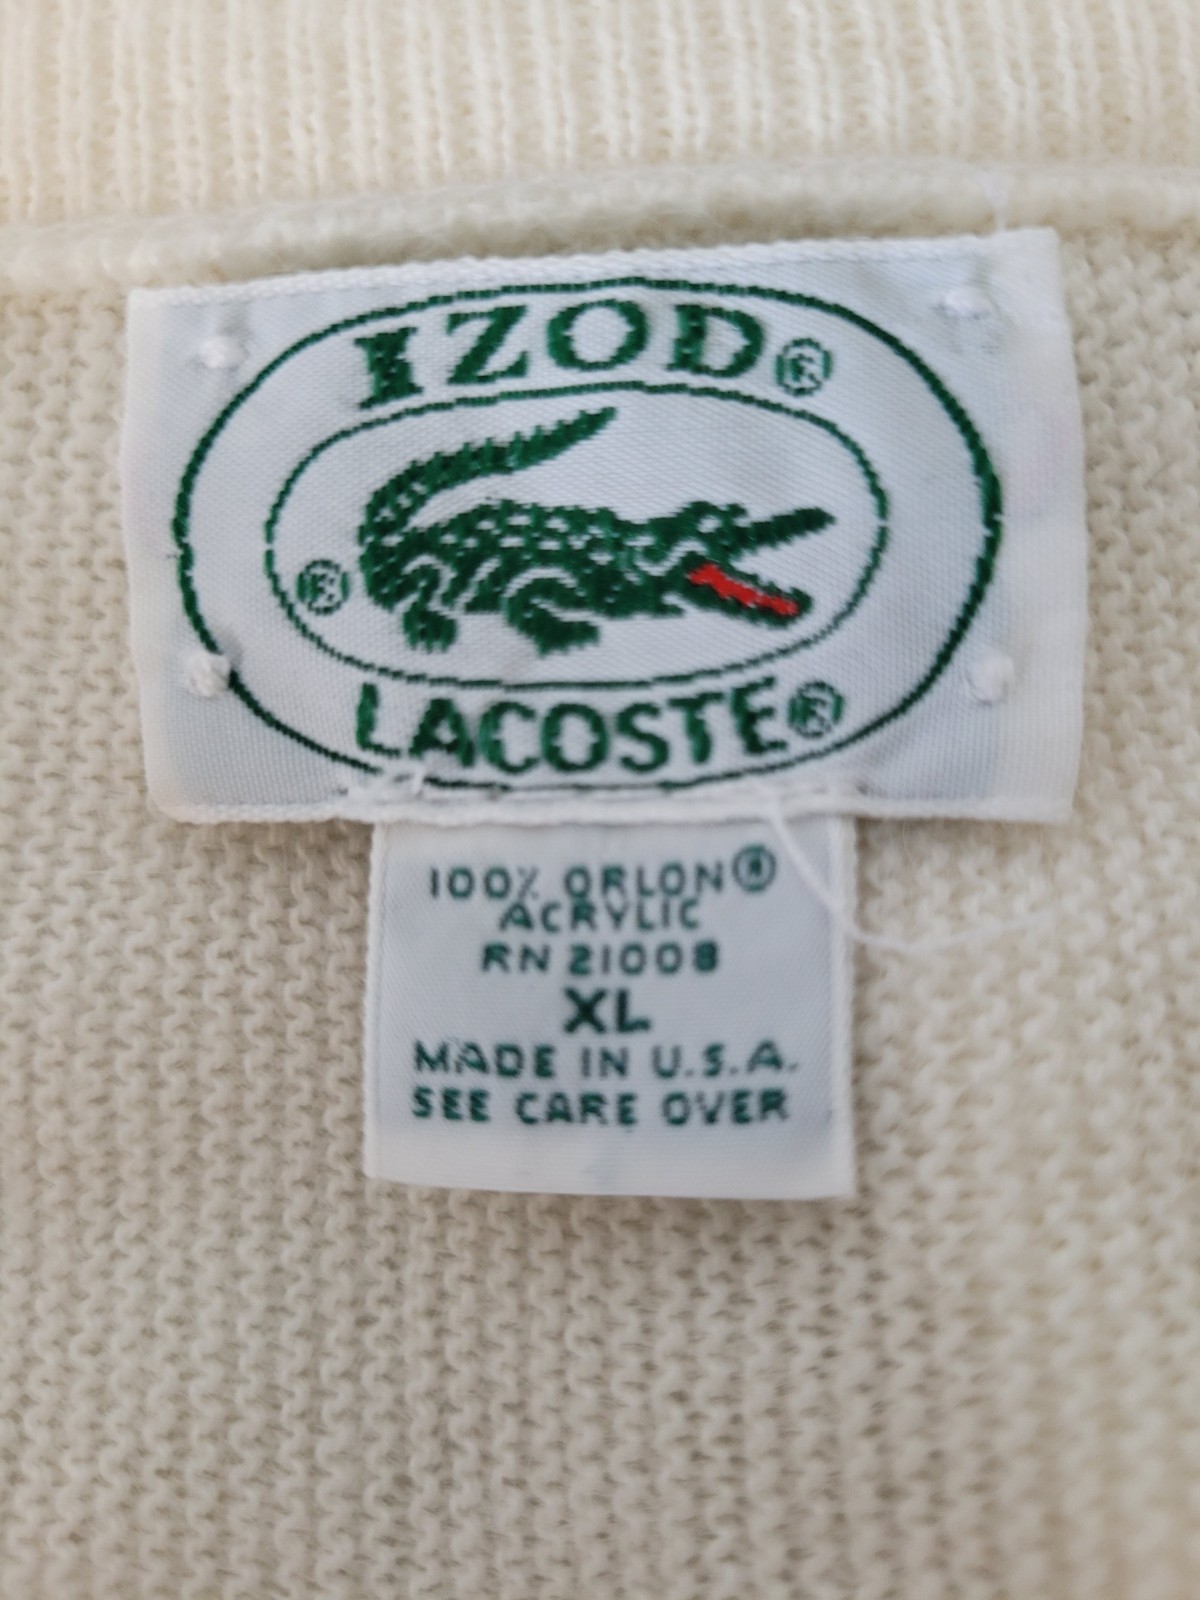 IZOD®
®
LACOSTE®
100% ORLON®
ACRYLIC
RN 21008
XL
MADE IN U.S.A.
SEE CARE OVER